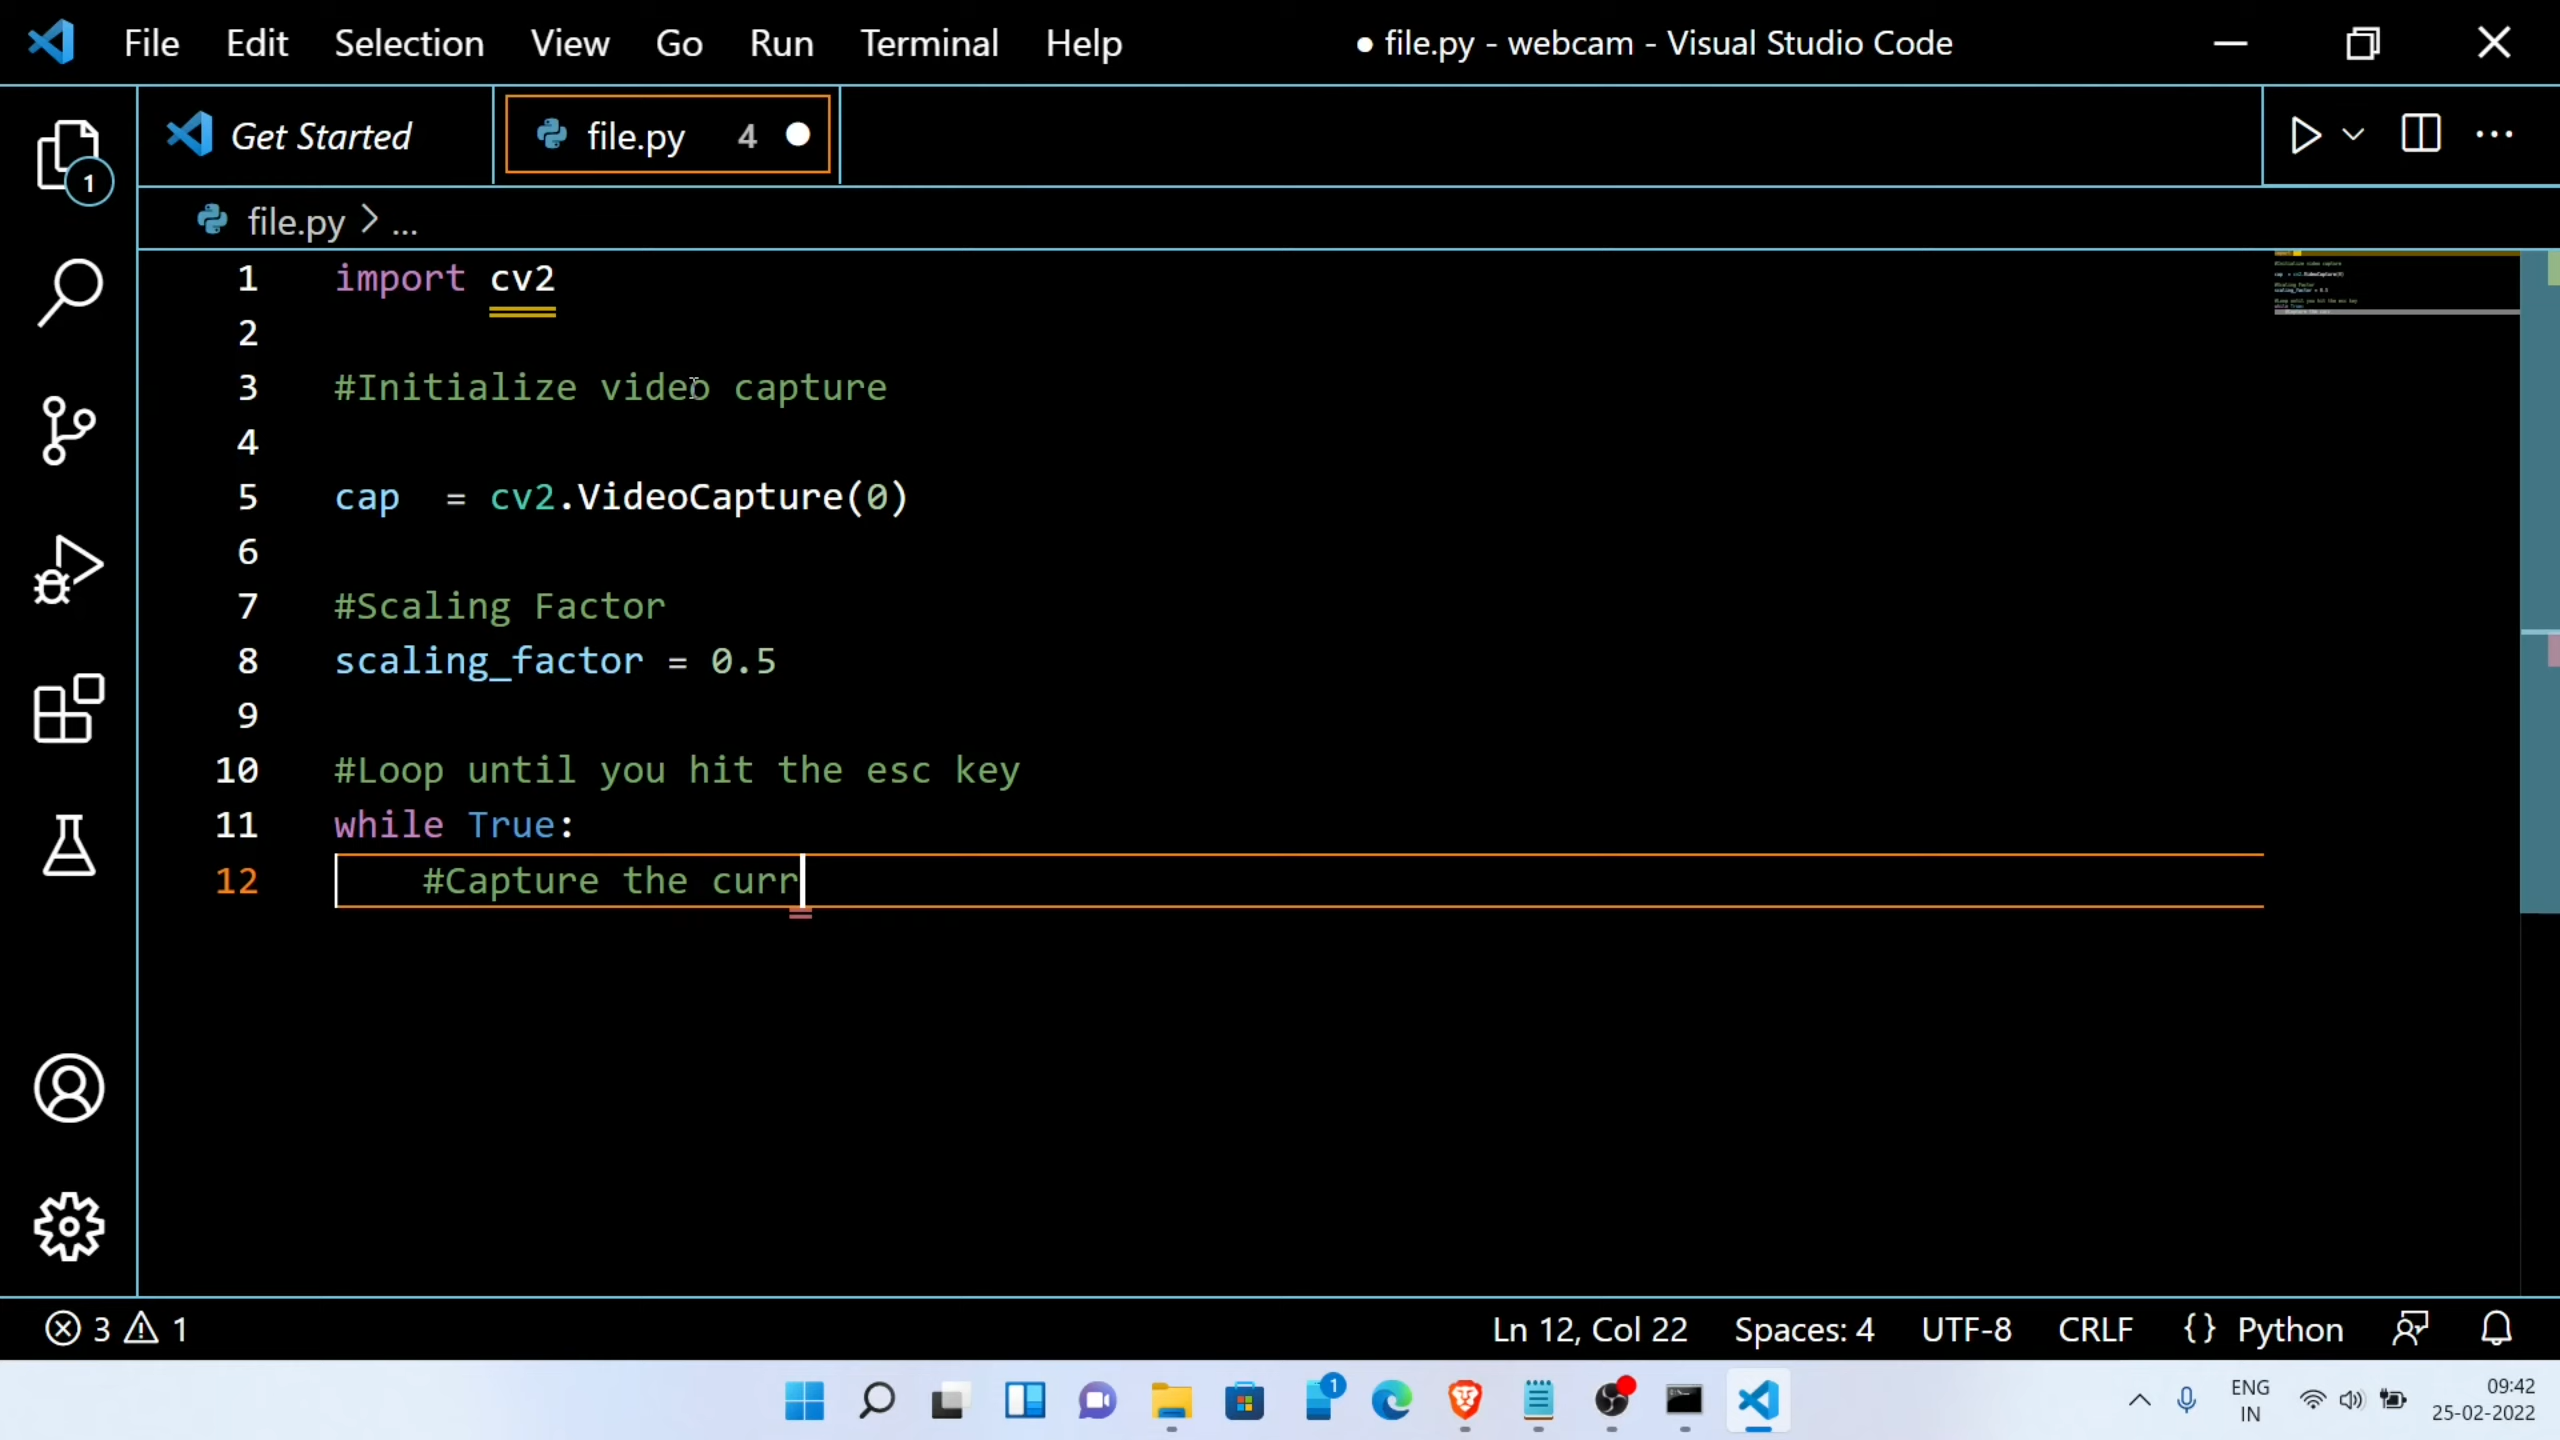 File Edit Selection View Go Run Terminal Help ● file.py - webcam - Visual Studio Code
Get Started file.py 4
1
file.py > ...
1 import cv2
2
3 #Initialize video capture
4
5 cap  = cv2.VideoCapture(0)
6
7 #Scaling Factor
8 scaling_factor = 0.5
9
10 #Loop until you hit the esc key
11 while True:
12     #Capture the curr
3 1 Ln 12, Col 22 Spaces: 4 UTF-8 CRLF {} Python
1
ENG
IN
09:42
25-02-2022